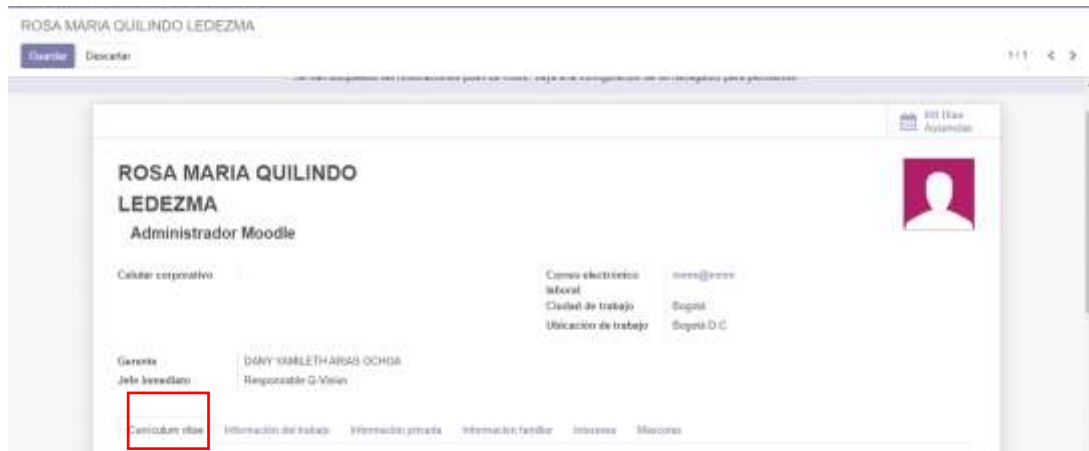 ROSA MARIA QUILINDO LEDEZMA
Guardar Descartar
1/1
Días
Ausencias
ROSA MARIA QUILINDO
LEDEZMA
Administrador Moodle
Celular corporativo
Correo electrónico
laboral
Ciudad de trabajo Bogotá
Ubicación de trabajo Bogotá D.C.
Gerente DANY YAMILETH ARIAS OCHOA
Jefe Inmediato Responsable Q-Vision
Curriculum vitae Información del trabajo Información privada Información familiar Intereses Mascotas